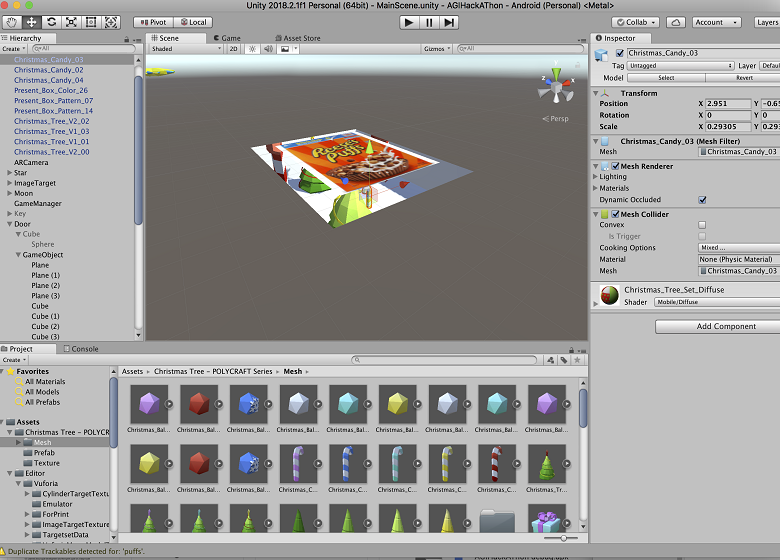 Unity 2018.2.1f1 Personal (64bit) - MainScene.unity - AGIHackAThon - Android (Personal) <Metal>
Pivot Local Collab Account Layers
Hierarchy Scene Game Asset Store Inspector
Create All Shaded 2D Gizmos All Christmas_Candy_03
Christmas_Candy_03
Christmas_Candy_02
Christmas_Candy_04
Present_Box_Color_26
Present_Box_Pattern_07
Present_Box_Pattern_14
Christmas_Tree_V2_02
Christmas_Tree_V1_03
Christmas_Tree_V1_01
Christmas_Tree_V2_00
ARCamera
Star
ImageTarget
Moon
GameManager
Key
Door
Cube
Sphere
GameObject
Plane
Plane (1)
Plane (2)
Plane (3)
Cube
Cube (1)
Cube (2)
Cube (3)
y
z
x
Persp
Reese's
Puffs
Tag Untagged Layer Defau
Model Select Revert
Transform
Position X 2.951 Y -0.65
Rotation X 0 Y 0
Scale X 0.29305 Y 0.293
Christmas_Candy_03 (Mesh Filter)
Mesh Christmas_Candy_03
Mesh Renderer
Lighting
Materials
Dynamic Occluded
Mesh Collider
Convex
Is Trigger
Cooking Options Mixed ...
Material None (Physic Material)
Mesh Christmas_Candy_03
Christmas_Tree_Set_Diffuse
Shader Mobile/Diffuse
Add Component
Project Console
Create
Favorites
All Materials
All Models
All Prefabs
Assets
Christmas Tree - POLYCRAFT
Mesh
Prefab
Texture
Editor
Vuforia
CylinderTargetTextu
Emulator
ForPrint
ImageTargetTexture
TargetsetData
Assets Christmas Tree - POLYCRAFT Series Mesh
Christmas_Bal... Christmas_Bal... Christmas_Bal... Christmas_Bal... Christmas_Bal... Christmas_Bal... Christmas_Bal... Christmas_Bal... Christmas_Bal...
Christmas_Bal... Christmas_Bal... Christmas_Bal... Christmas_C... Christmas_C... Christmas_C... Christmas_C... Christmas_C... Christmas_Tr...
Duplicate Trackables detected for: 'puffs'.